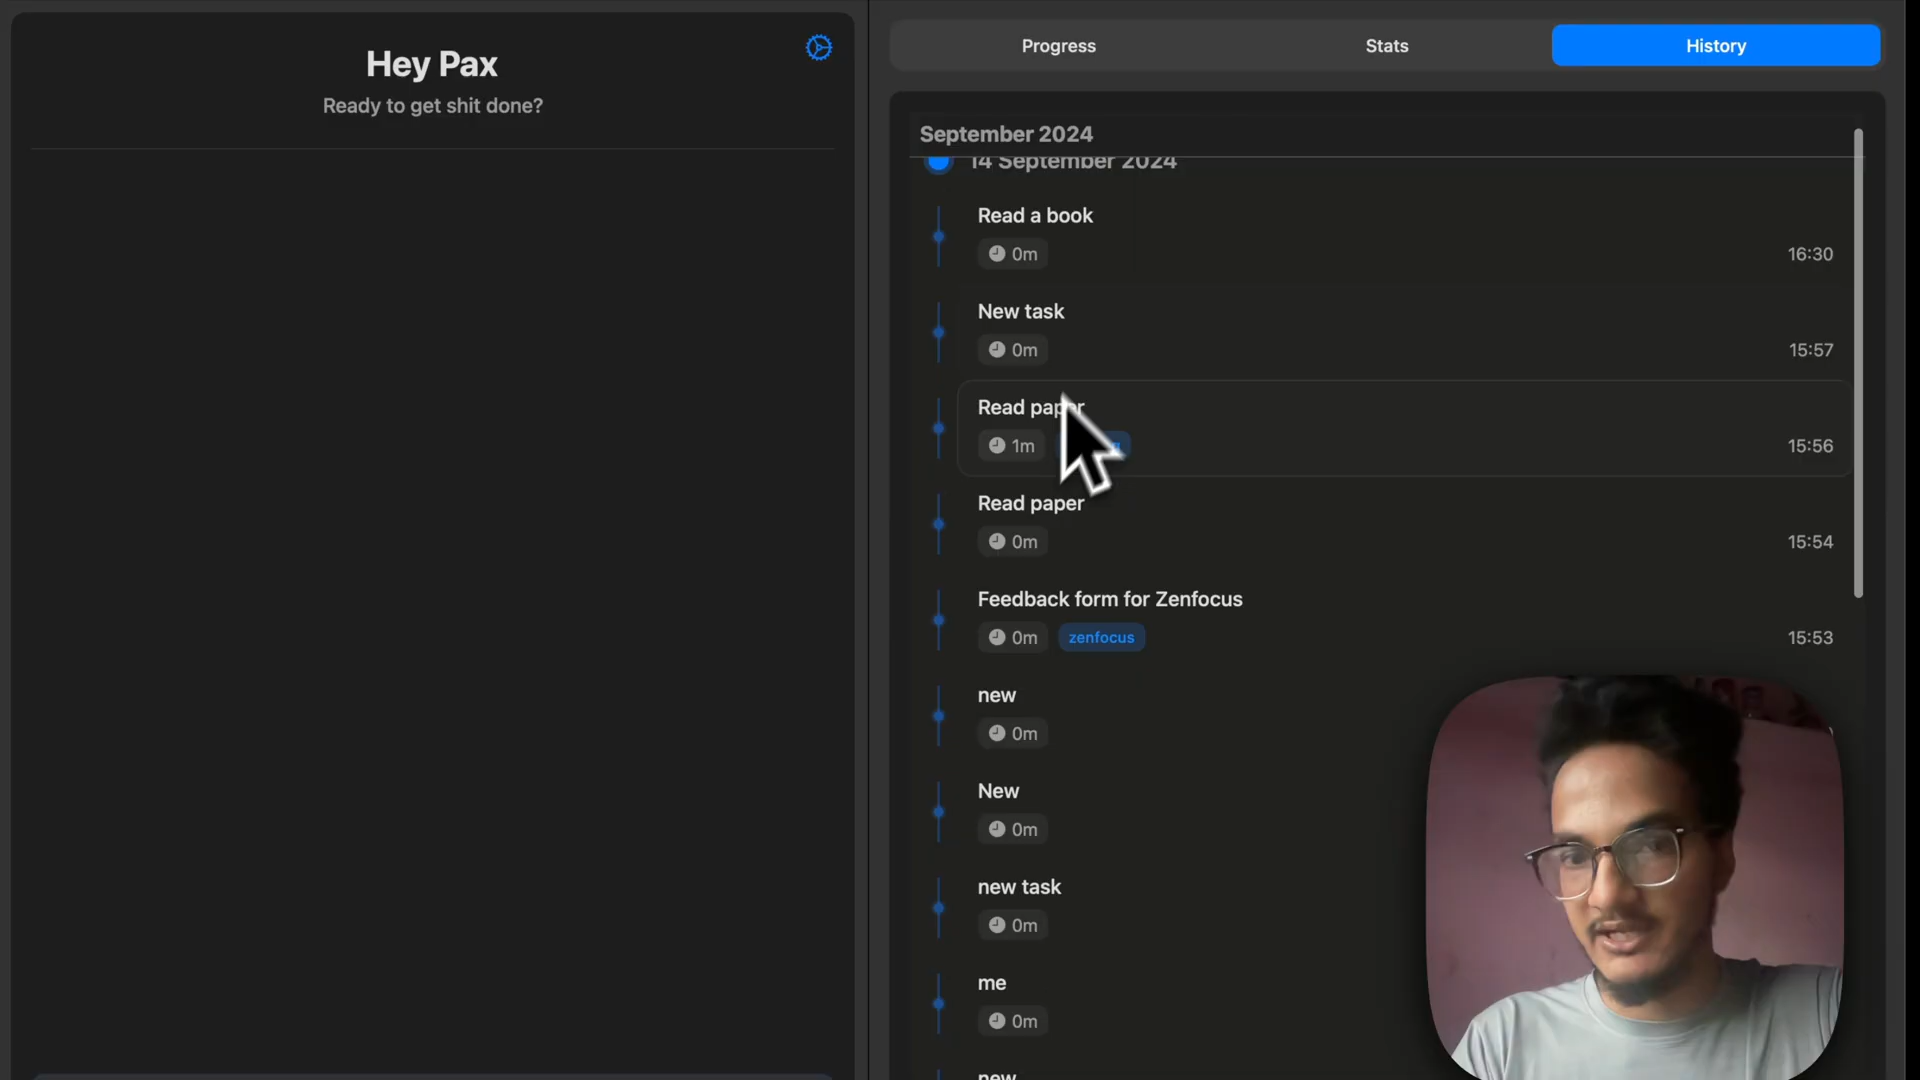 Hey Pax
Ready to get shit done?
Progress
Stats
History
September 2024
14 September 2024
Read a book
0m
16:30
New task
0m
15:57
Read paper
1m
15:56
Read paper
0m
15:54
Feedback form for Zenfocus
0m
zenfocus
15:53
new
0m
New
0m
new task
0m
me
0m
new